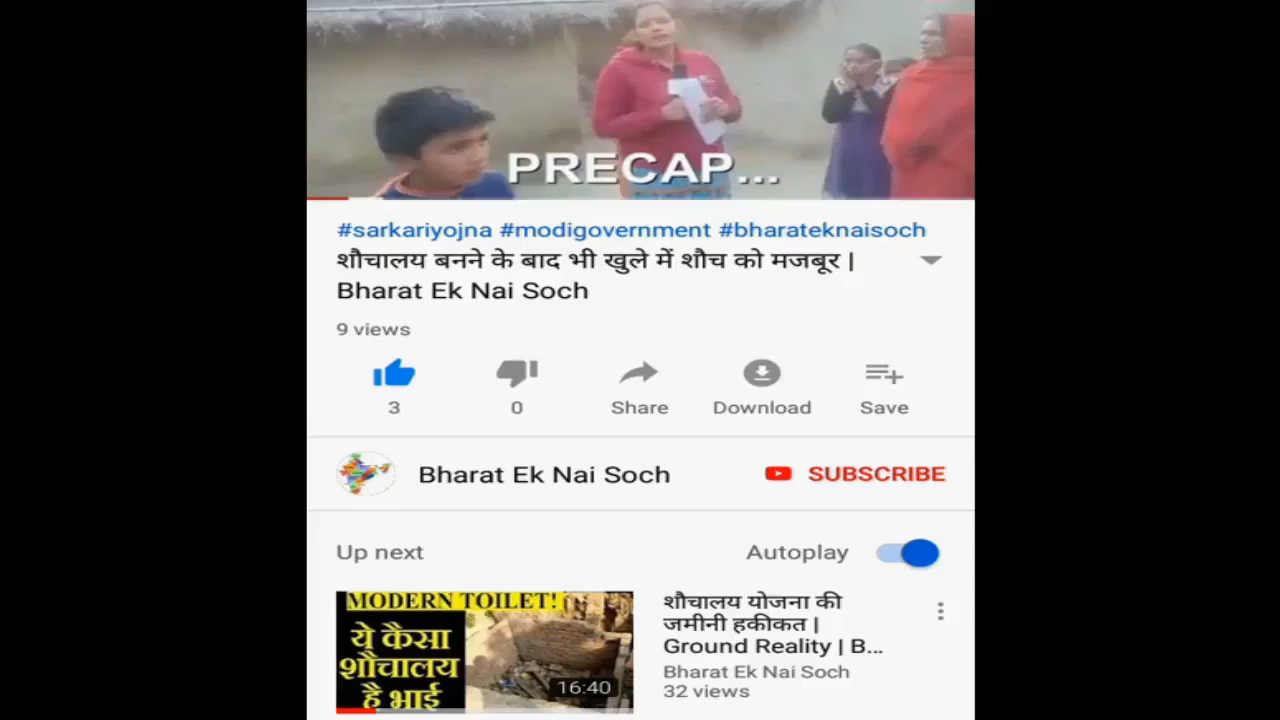 PRECAP...
#sarkariyojna #modigovernment #bharateknaisoch
शौचालय बनने के बाद भी खुले में शौच को मजबूर |
Bharat Ek Nai Soch
9 views
3
0
Share
Download
Save
Bharat Ek Nai Soch
SUBSCRIBE
Up next
Autoplay
MODERN TOILET!
ये कैसा
शौचालय
है भाई
16:40
शौचालय योजना की
जमीनी हकीकत |
Ground Reality | B...
Bharat Ek Nai Soch
32 views